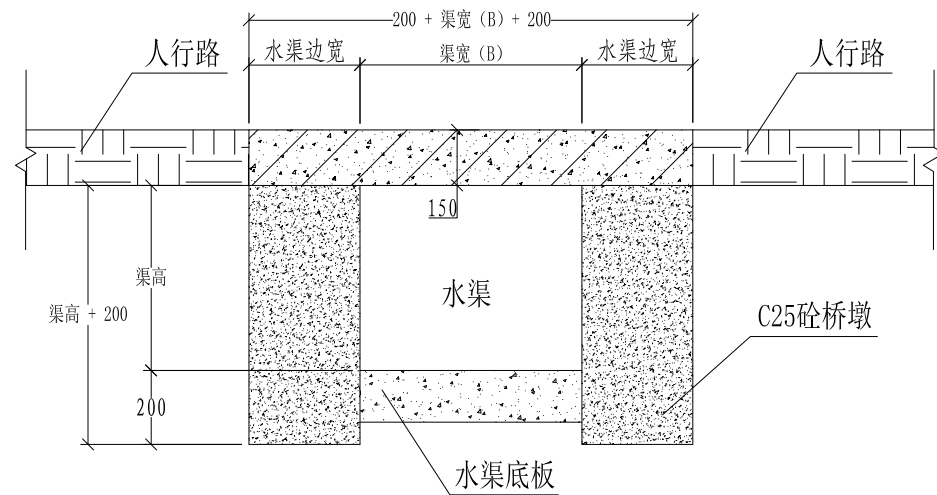 200 + 渠宽（B）+ 200
人行路
水渠边宽
渠宽（B）
水渠边宽
人行路
150
渠高
水渠
渠高 + 200
C25砼桥墩
200
水渠底板